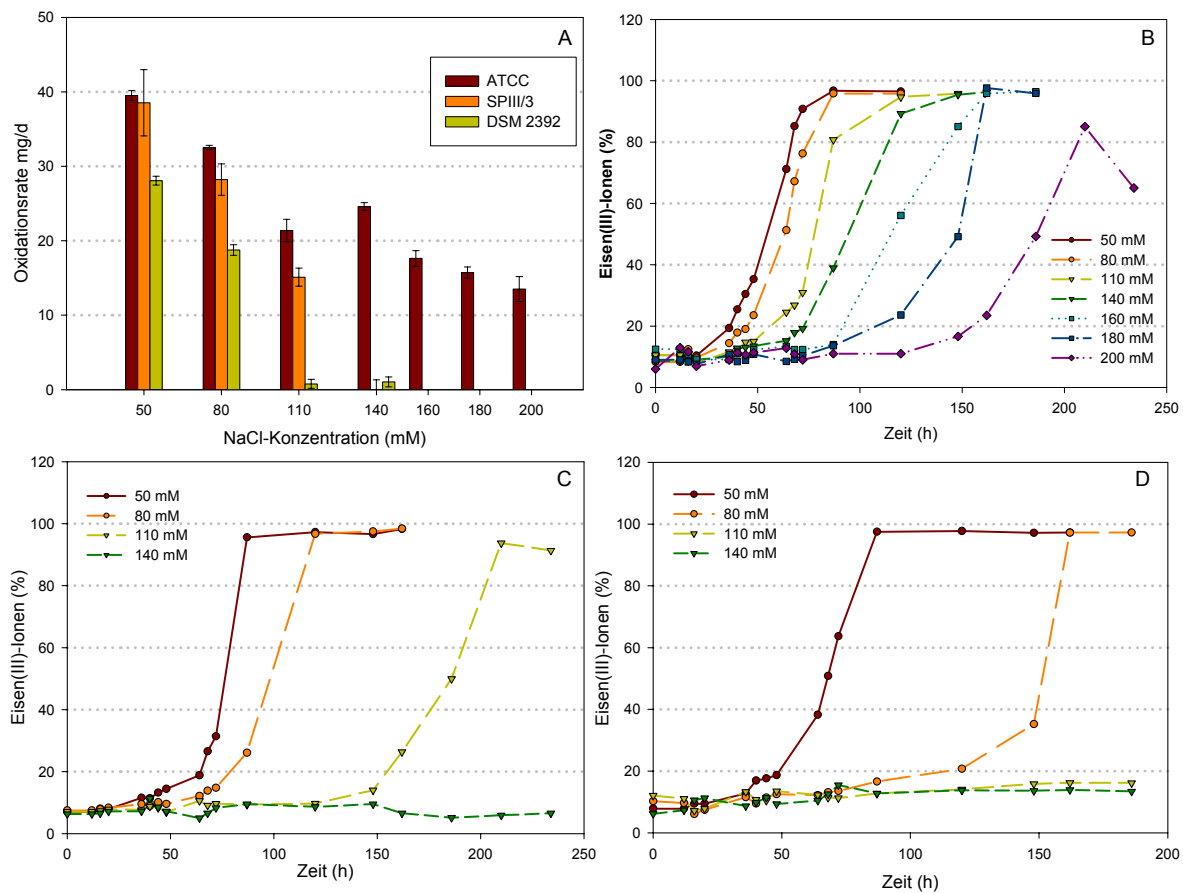 A
50
40
30
20
10
0
Oxidationsrate mg/d
ATCC
SPIII/3
DSM 2392
50 80 110 140 160 180 200
NaCl-Konzentration (mM)
B
120
100
80
60
40
20
0
Eisen(III)-Ionen (%)
50 mM
80 mM
110 mM
140 mM
160 mM
180 mM
200 mM
0 50 100 150 200 250
Zeit (h)
C
120
100
80
60
40
20
0
Eisen(III)-Ionen (%)
50 mM
80 mM
110 mM
140 mM
0 50 100 150 200 250
Zeit (h)
D
120
100
80
60
40
20
0
Eisen(III)-Ionen (%)
50 mM
80 mM
110 mM
140 mM
0 50 100 150 200
Zeit (h)